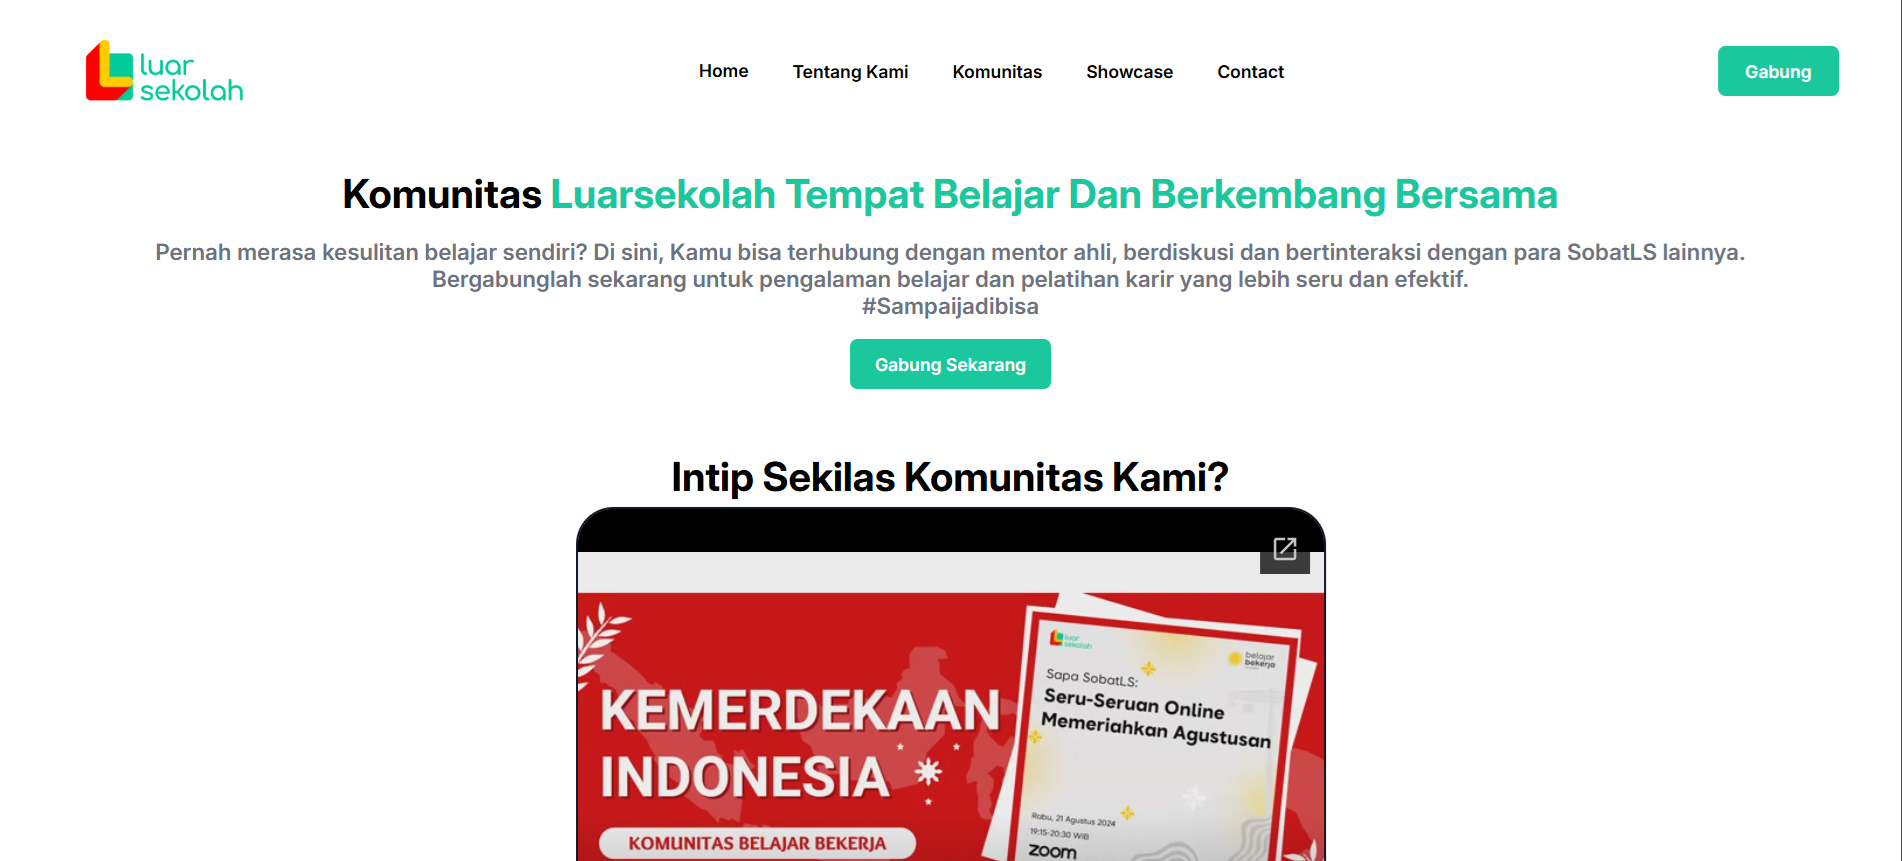 luar
sekolah
Home
Tentang Kami
Komunitas
Showcase
Contact
Gabung
Komunitas Luarsekolah Tempat Belajar Dan Berkembang Bersama
Pernah merasa kesulitan belajar sendiri? Di sini, Kamu bisa terhubung dengan mentor ahli, berdiskusi dan bertinteraksi dengan para SobatLS lainnya.
Bergabunglah sekarang untuk pengalaman belajar dan pelatihan karir yang lebih seru dan efektif.
#Sampaijadibisa
Gabung Sekarang
Intip Sekilas Komunitas Kami?
KEMERDEKAAN
INDONESIA
KOMUNITAS BELAJAR BEKERJA
luar
sekolah
belajar
bekerja
Sapa SobatLS:
Seru-Seruan Online
Memeriahkan Agustusan
Rabu, 21 Agustus 2024
19:15-20:30 WIB
zoom